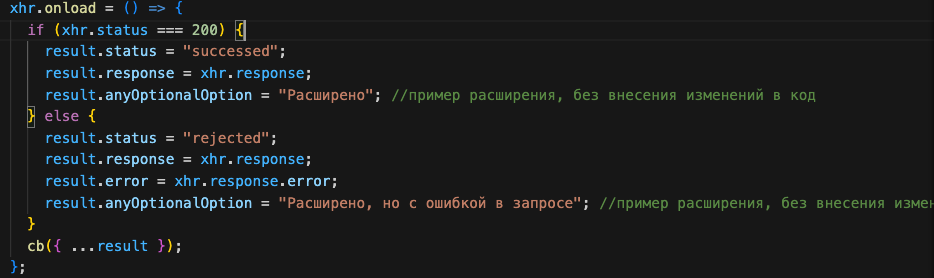 xhr.onload = () => {
if (xhr.status === 200) {
result.status = "successed";
result.response = xhr.response;
result.anyOptionalOption = "Расширено"; //пример расширения, без внесения изменений в код
} else {
result.status = "rejected";
result.response = xhr.response;
result.error = xhr.response.error;
result.anyOptionalOption = "Расширено, но с ошибкой в запросе"; //пример расширения, без внесения измен
}
cb({ ...result });
};